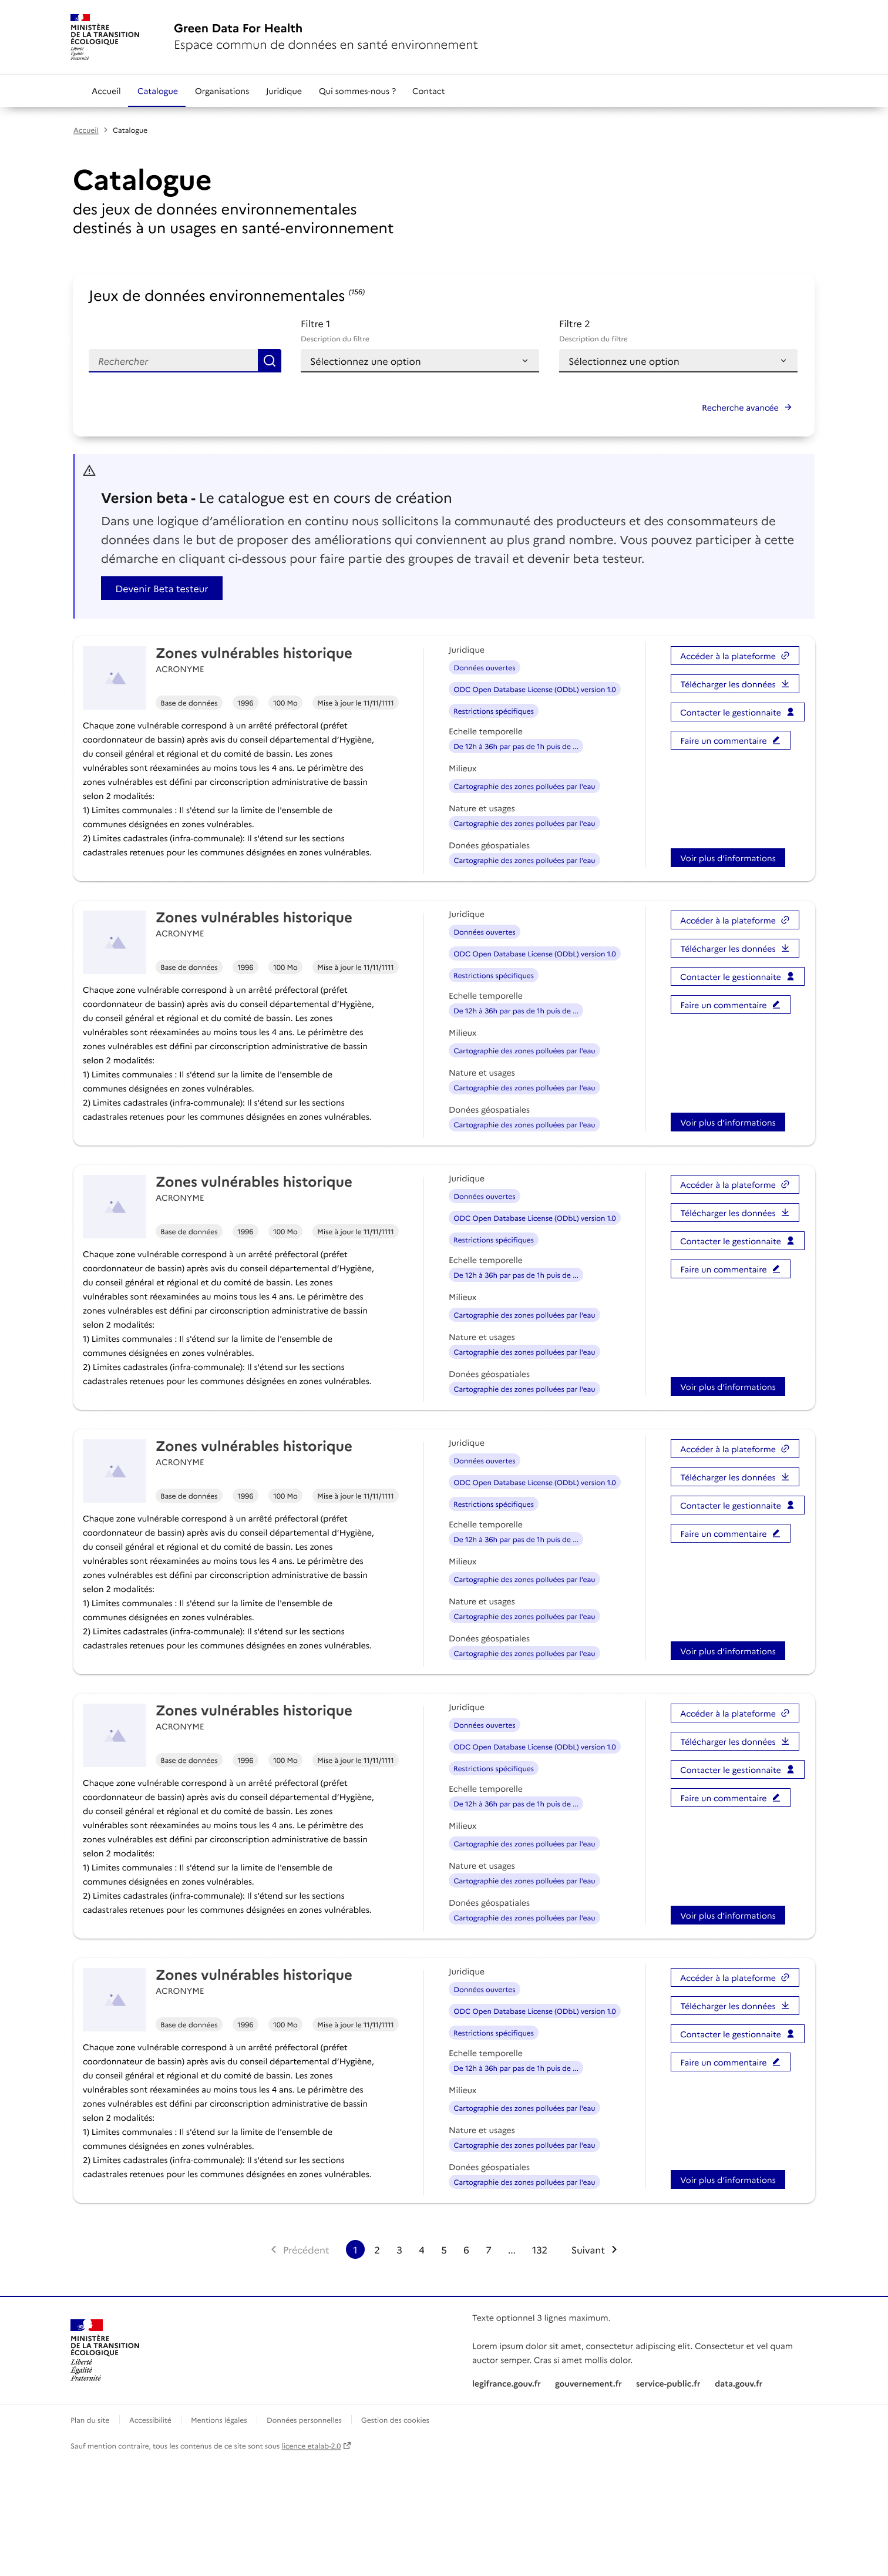 MINISTÈRE
DE LA TRANSITION
ÉCOLOGIQUE
Liberté
Égalité
Fraternité
Green Data For Health
Espace commun de données en santé environnement
Accueil Catalogue Organisations Juridique Qui sommes-nous ? Contact
Accueil > Catalogue
Catalogue
des jeux de données environnementales
destinés à un usages en santé-environnement
Jeux de données environnementales (156)
Filtre 1
Description du filtre
Filtre 2
Description du filtre
Rechercher
Sélectionnez une option
Sélectionnez une option
Recherche avancée
Version beta - Le catalogue est en cours de création
Dans une logique d'amélioration en continu nous sollicitons la communauté des producteurs et des consommateurs de
données dans le but de proposer des améliorations qui conviennent au plus grand nombre. Vous pouvez participer à cette
démarche en cliquant ci-dessous pour faire partie des groupes de travail et devenir beta testeur.
Devenir Beta testeur
Zones vulnérables historique
ACRONYME
Base de données 1996 100 Mo Mise à jour le 11/11/1111
Chaque zone vulnérable correspond à un arrêté préfectoral (préfet
coordonnateur de bassin) après avis du conseil départemental d'Hygiène,
du conseil général et régional et du comité de bassin. Les zones
vulnérables sont réexaminées au moins tous les 4 ans. Le périmètre des
zones vulnérables est défini par circonscription administrative de bassin
selon 2 modalités:
1) Limites communales : Il s'étend sur la limite de l'ensemble de
communes désignées en zones vulnérables.
2) Limites cadastrales (infra-communale): Il s'étend sur les sections
cadastrales retenues pour les communes désignées en zones vulnérables.
Juridique
Données ouvertes
ODC Open Database License (ODbL) version 1.0
Restrictions spécifiques
Echelle temporelle
De 12h à 36h par pas de 1h puis de ...
Milieux
Cartographie des zones polluées par l'eau
Nature et usages
Cartographie des zones polluées par l'eau
Donées géospatiales
Cartographie des zones polluées par l'eau
Accéder à la plateforme
Télécharger les données
Contacter le gestionnaite
Faire un commentaire
Voir plus d'informations
Zones vulnérables historique
ACRONYME
Base de données 1996 100 Mo Mise à jour le 11/11/1111
Chaque zone vulnérable correspond à un arrêté préfectoral (préfet
coordonnateur de bassin) après avis du conseil départemental d'Hygiène,
du conseil général et régional et du comité de bassin. Les zones
vulnérables sont réexaminées au moins tous les 4 ans. Le périmètre des
zones vulnérables est défini par circonscription administrative de bassin
selon 2 modalités:
1) Limites communales : Il s'étend sur la limite de l'ensemble de
communes désignées en zones vulnérables.
2) Limites cadastrales (infra-communale): Il s'étend sur les sections
cadastrales retenues pour les communes désignées en zones vulnérables.
Juridique
Données ouvertes
ODC Open Database License (ODbL) version 1.0
Restrictions spécifiques
Echelle temporelle
De 12h à 36h par pas de 1h puis de ...
Milieux
Cartographie des zones polluées par l'eau
Nature et usages
Cartographie des zones polluées par l'eau
Donées géospatiales
Cartographie des zones polluées par l'eau
Accéder à la plateforme
Télécharger les données
Contacter le gestionnaite
Faire un commentaire
Voir plus d'informations
Zones vulnérables historique
ACRONYME
Base de données 1996 100 Mo Mise à jour le 11/11/1111
Chaque zone vulnérable correspond à un arrêté préfectoral (préfet
coordonnateur de bassin) après avis du conseil départemental d'Hygiène,
du conseil général et régional et du comité de bassin. Les zones
vulnérables sont réexaminées au moins tous les 4 ans. Le périmètre des
zones vulnérables est défini par circonscription administrative de bassin
selon 2 modalités:
1) Limites communales : Il s'étend sur la limite de l'ensemble de
communes désignées en zones vulnérables.
2) Limites cadastrales (infra-communale): Il s'étend sur les sections
cadastrales retenues pour les communes désignées en zones vulnérables.
Juridique
Données ouvertes
ODC Open Database License (ODbL) version 1.0
Restrictions spécifiques
Echelle temporelle
De 12h à 36h par pas de 1h puis de ...
Milieux
Cartographie des zones polluées par l'eau
Nature et usages
Cartographie des zones polluées par l'eau
Donées géospatiales
Cartographie des zones polluées par l'eau
Accéder à la plateforme
Télécharger les données
Contacter le gestionnaite
Faire un commentaire
Voir plus d'informations
Zones vulnérables historique
ACRONYME
Base de données 1996 100 Mo Mise à jour le 11/11/1111
Chaque zone vulnérable correspond à un arrêté préfectoral (préfet
coordonnateur de bassin) après avis du conseil départemental d'Hygiène,
du conseil général et régional et du comité de bassin. Les zones
vulnérables sont réexaminées au moins tous les 4 ans. Le périmètre des
zones vulnérables est défini par circonscription administrative de bassin
selon 2 modalités:
1) Limites communales : Il s'étend sur la limite de l'ensemble de
communes désignées en zones vulnérables.
2) Limites cadastrales (infra-communale): Il s'étend sur les sections
cadastrales retenues pour les communes désignées en zones vulnérables.
Juridique
Données ouvertes
ODC Open Database License (ODbL) version 1.0
Restrictions spécifiques
Echelle temporelle
De 12h à 36h par pas de 1h puis de ...
Milieux
Cartographie des zones polluées par l'eau
Nature et usages
Cartographie des zones polluées par l'eau
Donées géospatiales
Cartographie des zones polluées par l'eau
Accéder à la plateforme
Télécharger les données
Contacter le gestionnaite
Faire un commentaire
Voir plus d'informations
Zones vulnérables historique
ACRONYME
Base de données 1996 100 Mo Mise à jour le 11/11/1111
Chaque zone vulnérable correspond à un arrêté préfectoral (préfet
coordonnateur de bassin) après avis du conseil départemental d'Hygiène,
du conseil général et régional et du comité de bassin. Les zones
vulnérables sont réexaminées au moins tous les 4 ans. Le périmètre des
zones vulnérables est défini par circonscription administrative de bassin
selon 2 modalités:
1) Limites communales : Il s'étend sur la limite de l'ensemble de
communes désignées en zones vulnérables.
2) Limites cadastrales (infra-communale): Il s'étend sur les sections
cadastrales retenues pour les communes désignées en zones vulnérables.
Juridique
Données ouvertes
ODC Open Database License (ODbL) version 1.0
Restrictions spécifiques
Echelle temporelle
De 12h à 36h par pas de 1h puis de ...
Milieux
Cartographie des zones polluées par l'eau
Nature et usages
Cartographie des zones polluées par l'eau
Donées géospatiales
Cartographie des zones polluées par l'eau
Accéder à la plateforme
Télécharger les données
Contacter le gestionnaite
Faire un commentaire
Voir plus d'informations
Zones vulnérables historique
ACRONYME
Base de données 1996 100 Mo Mise à jour le 11/11/1111
Chaque zone vulnérable correspond à un arrêté préfectoral (préfet
coordonnateur de bassin) après avis du conseil départemental d'Hygiène,
du conseil général et régional et du comité de bassin. Les zones
vulnérables sont réexaminées au moins tous les 4 ans. Le périmètre des
zones vulnérables est défini par circonscription administrative de bassin
selon 2 modalités:
1) Limites communales : Il s'étend sur la limite de l'ensemble de
communes désignées en zones vulnérables.
2) Limites cadastrales (infra-communale): Il s'étend sur les sections
cadastrales retenues pour les communes désignées en zones vulnérables.
Juridique
Données ouvertes
ODC Open Database License (ODbL) version 1.0
Restrictions spécifiques
Echelle temporelle
De 12h à 36h par pas de 1h puis de ...
Milieux
Cartographie des zones polluées par l'eau
Nature et usages
Cartographie des zones polluées par l'eau
Donées géospatiales
Cartographie des zones polluées par l'eau
Accéder à la plateforme
Télécharger les données
Contacter le gestionnaite
Faire un commentaire
Voir plus d'informations
Précédent 1 2 3 4 5 6 7 ... 132 Suivant
MINISTÈRE
DE LA TRANSITION
ÉCOLOGIQUE
Liberté
Égalité
Fraternité
Texte optionnel 3 lignes maximum.
Lorem ipsum dolor sit amet, consectetur adipiscing elit. Consectetur et vel quam
auctor semper. Cras si amet mollis dolor.
legifrance.gouv.fr gouvernement.fr service-public.fr data.gouv.fr
Plan du site Accessibilité Mentions légales Données personnelles Gestion des cookies
Sauf mention contraire, tous les contenus de ce site sont sous licence etalab-2.0